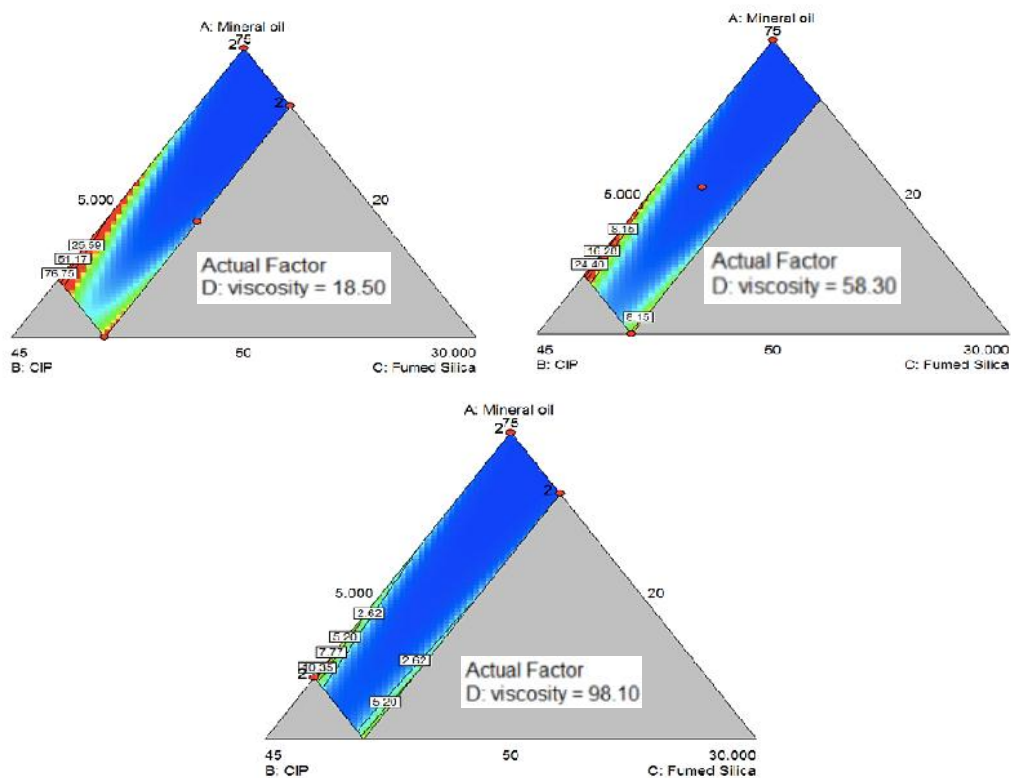 A: Mineral oil
2 75
2
5.000
20
25.59
51.17
76.75
Actual Factor
D: viscosity = 18.50
45
50
30.000
B: CIP
C: Fumed Silica
A: Mineral oil
75
5.000
20
8.15
16.28
24.40
Actual Factor
D: viscosity = 58.30
8.15
45
50
30.000
B: CIP
C: Fumed Silica
A: Mineral oil
2 75
2
5.000
20
2.62
5.20
7.77
10.35
2
2.62
5.20
Actual Factor
D: viscosity = 98.10
45
50
30.000
B: CIP
C: Fumed Silica